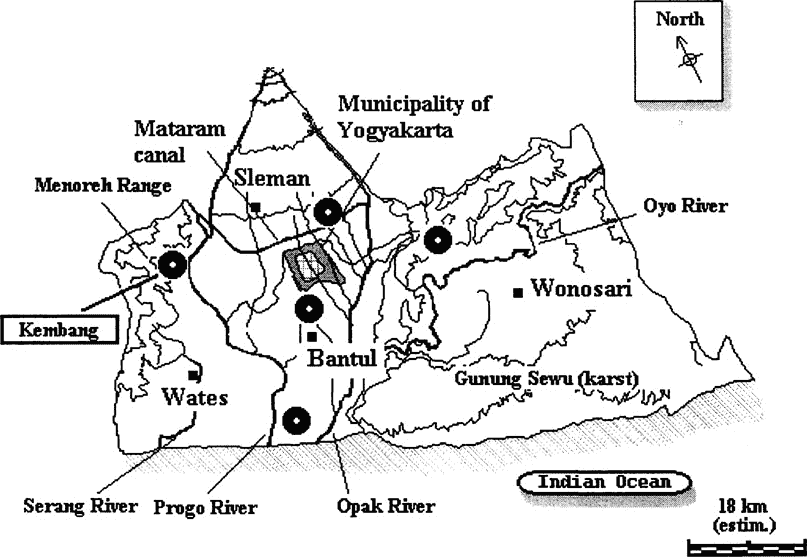 North
Municipality of
Yogyakarta
Mataram
canal
Sleman
Menoreh Range
Oyo River
Wonosari
Kembang
Bantul
Gunung Sewu (karst)
Wates
Indian Ocean
Serang River
Progo River
Opak River
18 km
(estim.)